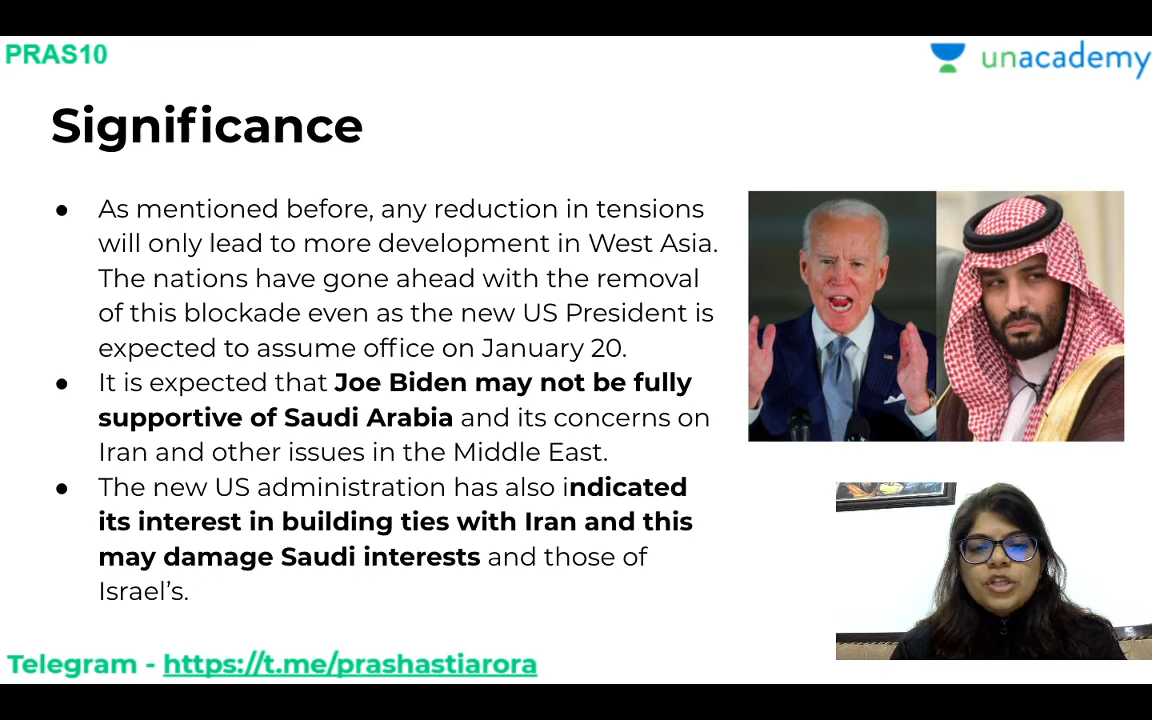 PRAS10
unacademy
Significance
● As mentioned before, any reduction in tensions
will only lead to more development in West Asia.
The nations have gone ahead with the removal
of this blockade even as the new US President is
expected to assume office on January 20.
● It is expected that Joe Biden may not be fully
supportive of Saudi Arabia and its concerns on
Iran and other issues in the Middle East.
● The new US administration has also indicated
its interest in building ties with Iran and this
may damage Saudi interests and those of
Israel's.
Telegram - https://t.me/prashastiarora